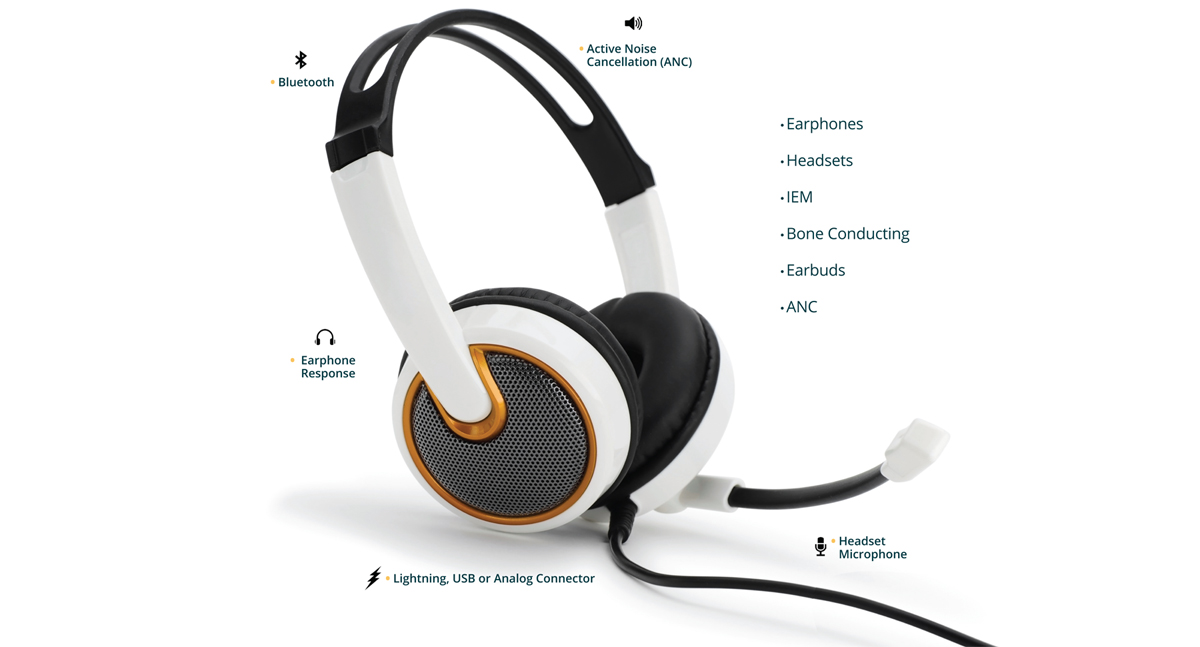 Bluetooth
Active Noise
Cancellation (ANC)
• Earphones
• Headsets
• IEM
• Bone Conducting
• Earbuds
• ANC
Earphone
Response
Headset
Microphone
Lightning, USB or Analog Connector